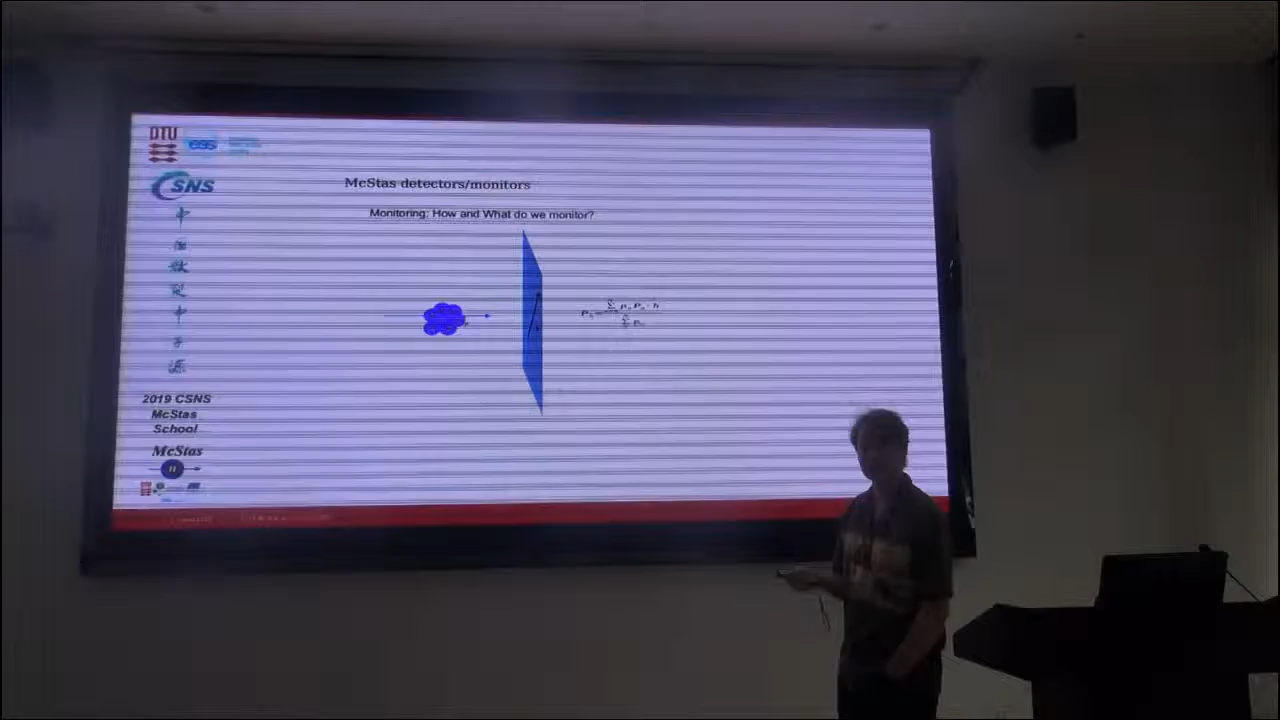 DTU
ess
CSNS
McStas detectors/monitors
Monitoring: How and What do we monitor?
中
国
散
裂
中
子
源
2019 CSNS
McStas
School
McStas